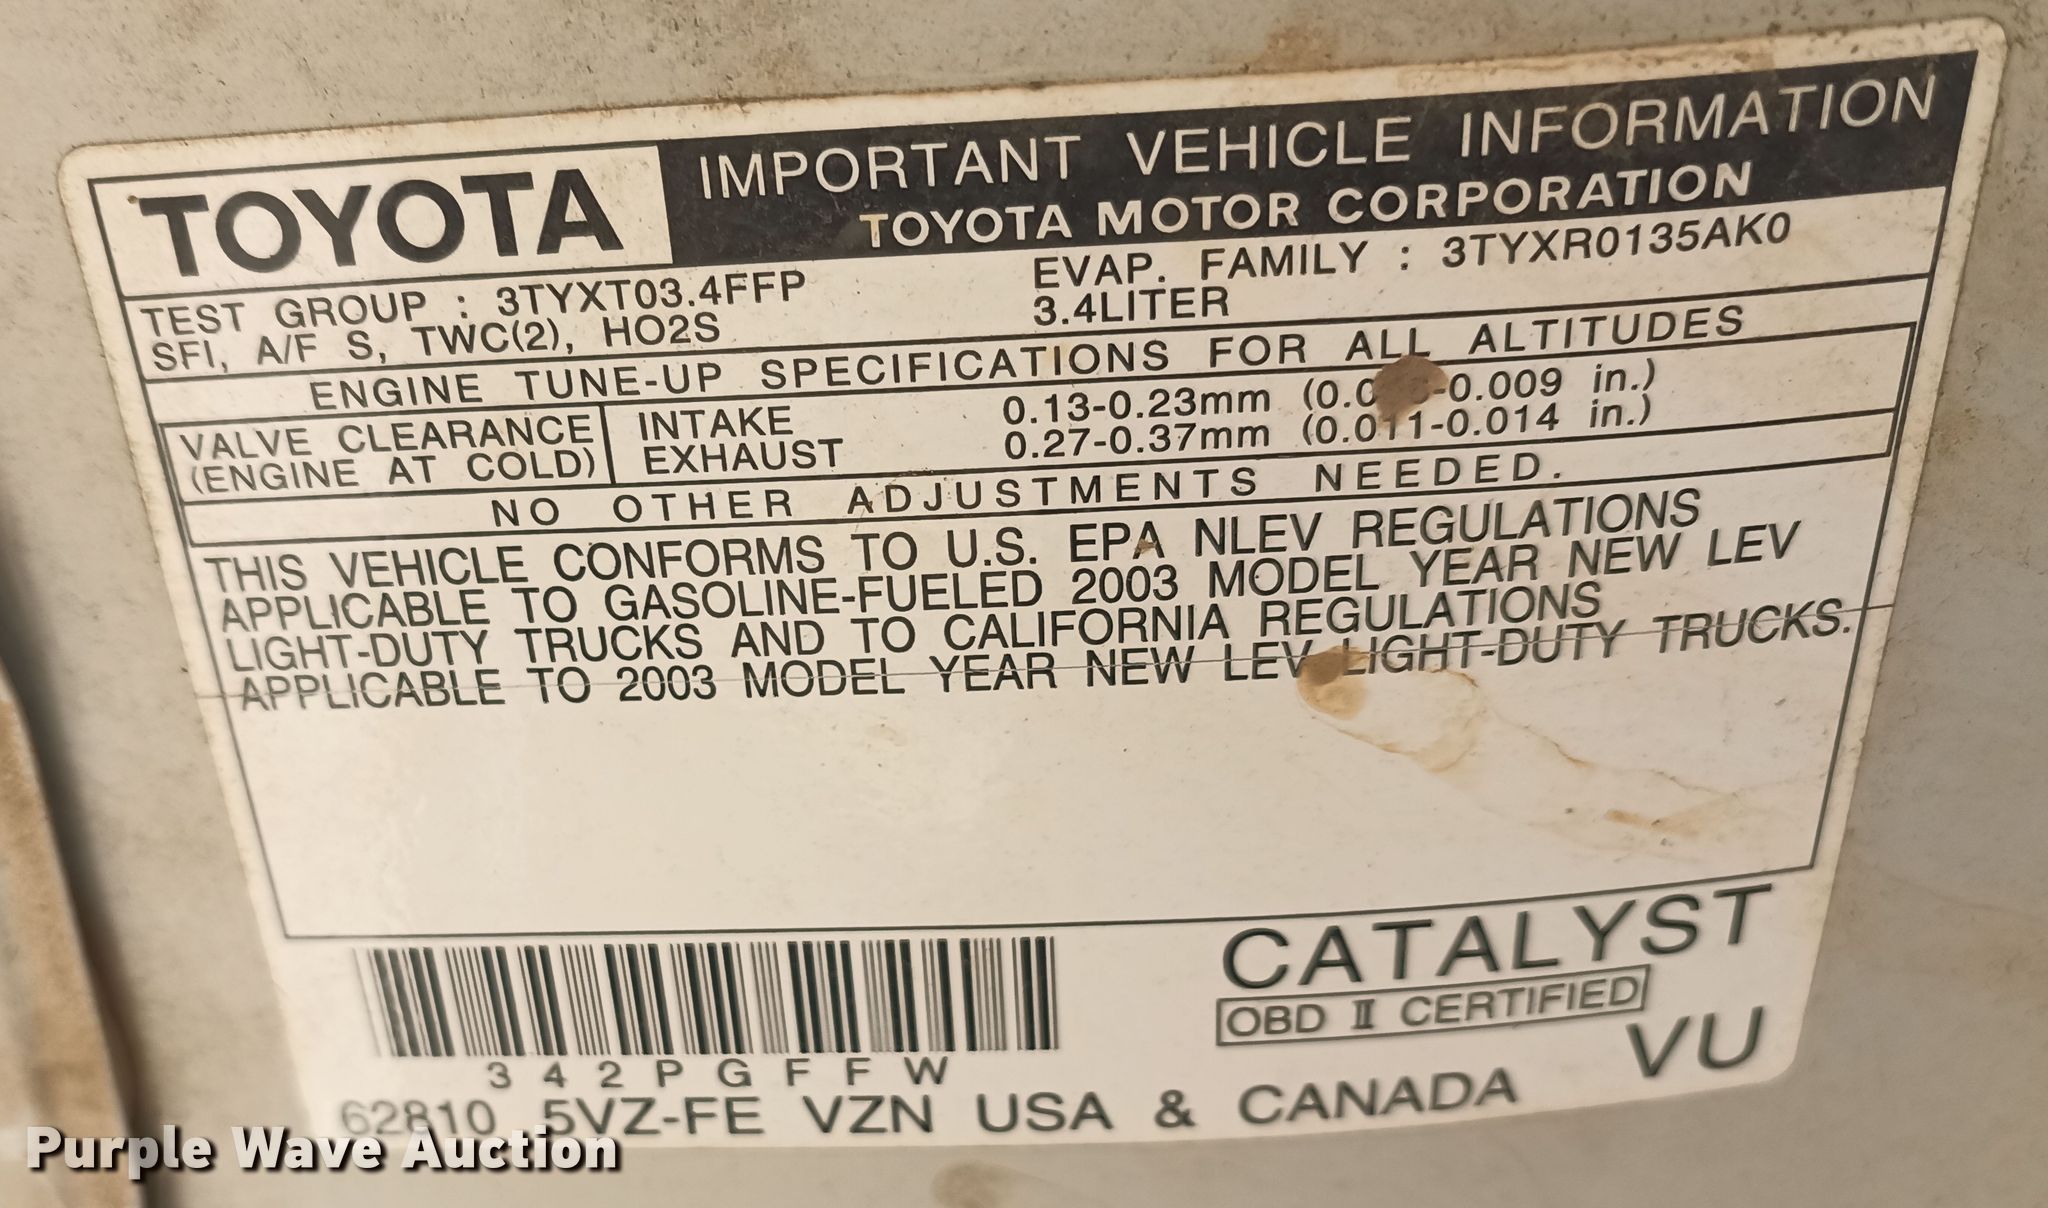 TOYOTA IMPORTANT VEHICLE INFORMATION
TOYOTA MOTOR CORPORATION
TEST GROUP : 3TYXT03.4FFP EVAP. FAMILY : 3TYXR0135AK0
SFI, A/F S, TWC(2), HO2S 3.4LITER
ENGINE TUNE-UP SPECIFICATIONS FOR ALL ALTITUDES
VALVE CLEARANCE INTAKE 0.13-0.23mm -0.009 in.)
(ENGINE AT COLD) EXHAUST 0.27-0.37mm (0.011-0.014 in.)
NO OTHER ADJUSTMENTS NEEDED.
THIS VEHICLE CONFORMS TO U.S. EPA NLEV REGULATIONS
APPLICABLE TO GASOLINE-FUELED 2003 MODEL YEAR NEW LEV
LIGHT-DUTY TRUCKS AND TO CALIFORNIA REGULATIONS
APPLICABLE TO 2003 MODEL YEAR NEW LEV LIGHT-DUTY TRUCKS.
CATALYST
OBD II CERTIFIED
VU
342PGFFW
62810 5VZ-FE VZN USA & CANADA
Purple Wave Auction